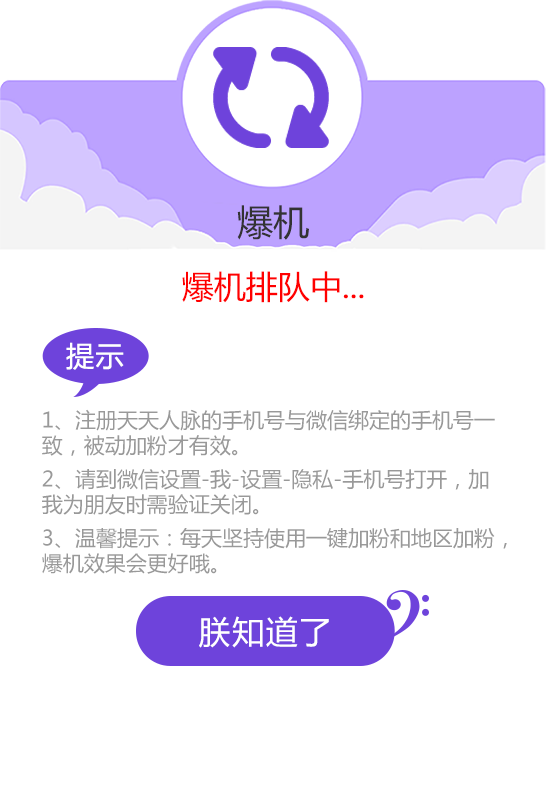 爆机
爆机排队中...
提示
1、注册天天人脉的手机号与微信绑定的手机号一
致，被动加粉才有效。
2、请到微信设置-我-设置-隐私-手机号打开，加
我为朋友时需验证关闭。
3、温馨提示：每天坚持使用一键加粉和地区加粉，
爆机效果会更好哦。
朕知道了